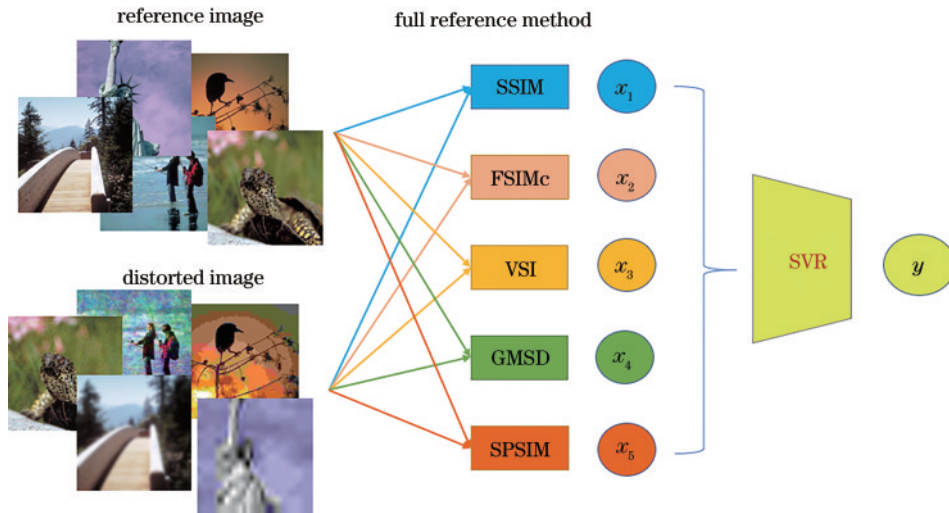 reference image
full reference method
SSIM
x₁
FSIMc
x₂
VSI
x₃
SVR
y
distorted image
GMSD
x₄
SPSIM
x₅